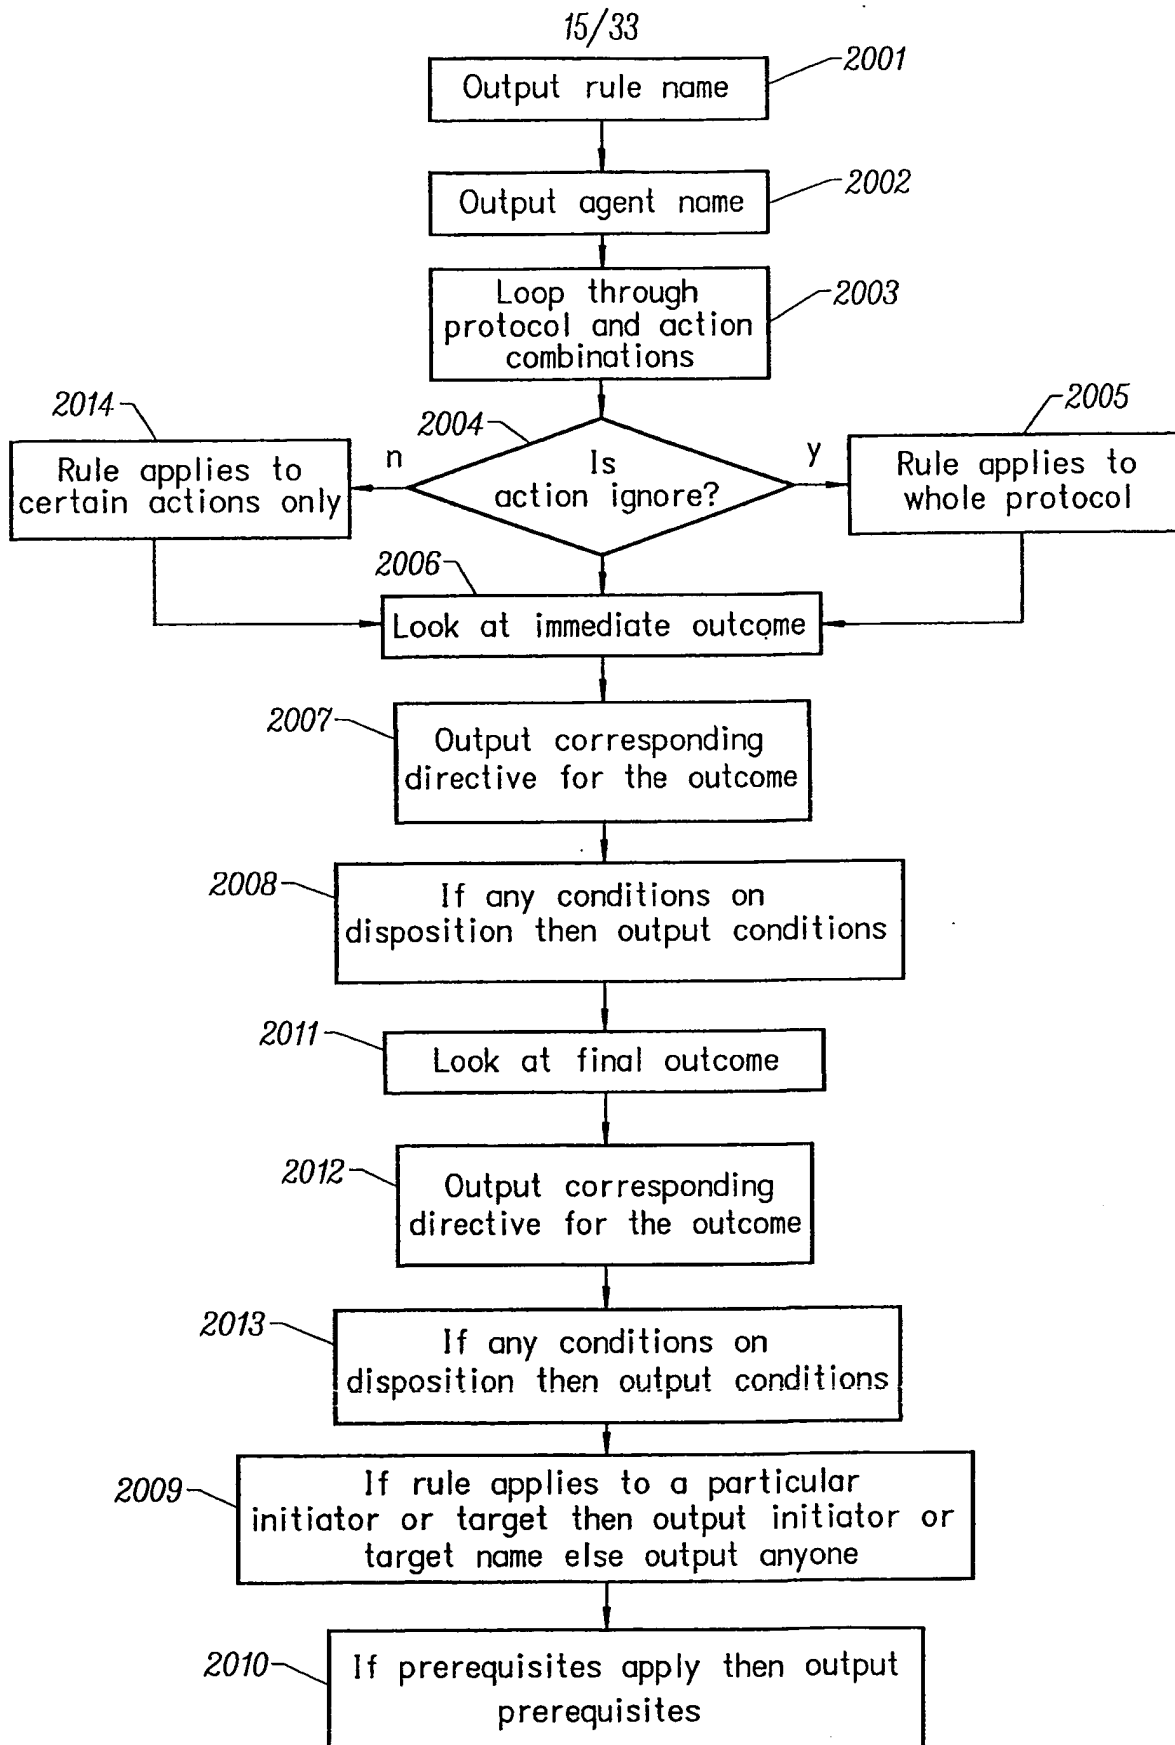 15/33
2001
Output rule name
2002
Output agent name
2003
Loop through
protocol and action
combinations
2014
Rule applies to
certain actions only
n
2004
Is
action ignore?
y
2005
Rule applies to
whole protocol
2006
Look at immediate outcome
2007
Output corresponding
directive for the outcome
2008
If any conditions on
disposition then output conditions
2011
Look at final outcome
2012
Output corresponding
directive for the outcome
2013
If any conditions on
disposition then output conditions
2009
If rule applies to a particular
initiator or target then output initiator or
target name else output anyone
2010
If prerequisites apply then output
prerequisites